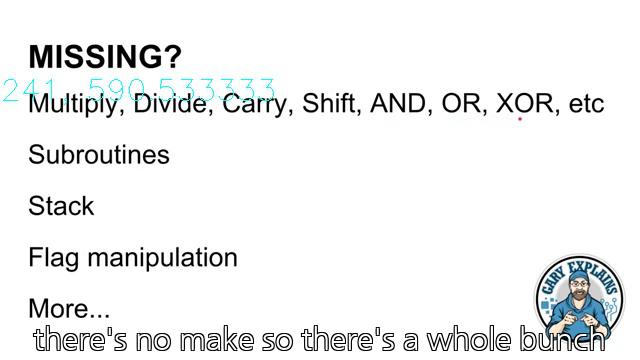 MISSING?
241, 590.533333
Multiply, Divide, Carry, Shift, AND, OR, XOR, etc
Subroutines
Stack
Flag manipulation
More...
GARY EXPLAINS
there's no make so there's a whole bunch